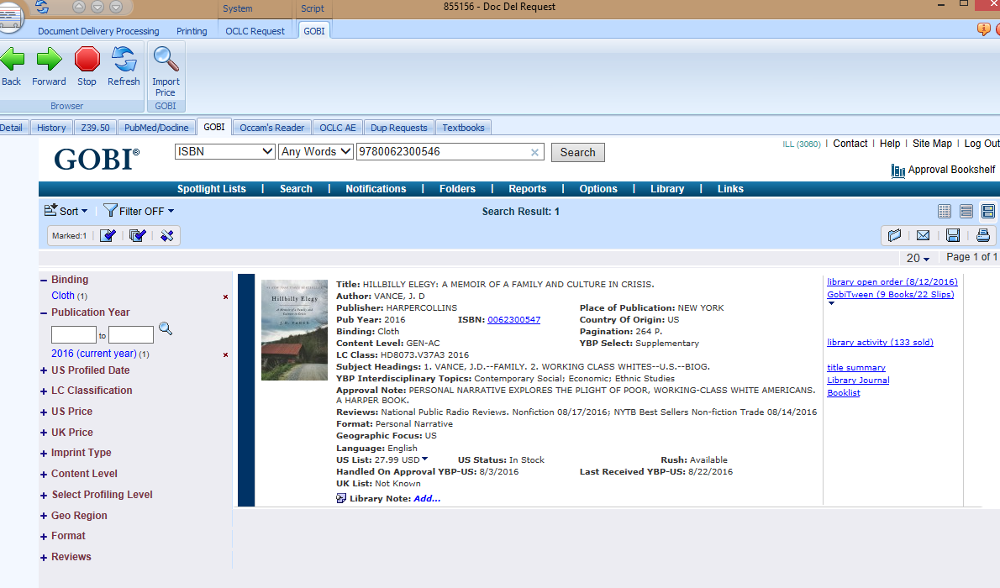 System Script 855156 - Doc Del Request
Document Delivery Processing Printing OCLC Request GOBI
Back Forward Stop Refresh Import Price
Browser GOBI
Detail History Z39.50 PubMed/Docline GOBI Occam's Reader OCLC AE Dup Requests Textbooks
ILL (3060) | Contact | Help | Site Map | Log Out
GOBI® ISBN Any Words 9780062300546 Search
Approval Bookshelf
Spotlight Lists | Search | Notifications | Folders | Reports | Options | Library | Links
Sort Filter OFF Search Result: 1
Marked:1
20 Page 1 of 1
Binding
Cloth (1)
Publication Year
to
2016 (current year) (1)
US Profiled Date
LC Classification
US Price
UK Price
Imprint Type
Content Level
Select Profiling Level
Geo Region
Format
Reviews
Hillbilly Elegy
A Memoir of a Family and
Culture in Crisis
J. D. VANCE
Title: HILLBILLY ELEGY: A MEMOIR OF A FAMILY AND CULTURE IN CRISIS.
Author: VANCE, J. D
Publisher: HARPERCOLLINS Place of Publication: NEW YORK
Pub Year: 2016 ISBN: 0062300547 Country Of Origin: US
Binding: Cloth Pagination: 264 P.
Content Level: GEN-AC YBP Select: Supplementary
LC Class: HD8073.V37A3 2016
Subject Headings: 1. VANCE, J.D.--FAMILY. 2. WORKING CLASS WHITES--U.S.--BIOG.
YBP Interdisciplinary Topics: Contemporary Social; Economic; Ethnic Studies
Approval Note: PERSONAL NARRATIVE EXPLORES THE PLIGHT OF POOR, WORKING-CLASS WHITE AMERICANS.
A HARPER BOOK.
Reviews: National Public Radio Reviews. Nonfiction 08/17/2016; NYTB Best Sellers Non-fiction Trade 08/14/2016
Format: Personal Narrative
Geographic Focus: US
Language: English
US List: 27.99 USD US Status: In Stock Rush: Available
Handled On Approval YBP-US: 8/3/2016 Last Received YBP-US: 8/22/2016
UK List: Not Known
Library Note: Add...
library open order (8/12/2016)
GobiTween (9 Books/22 Slips)
library activity (133 sold)
title summary
Library Journal
Booklist